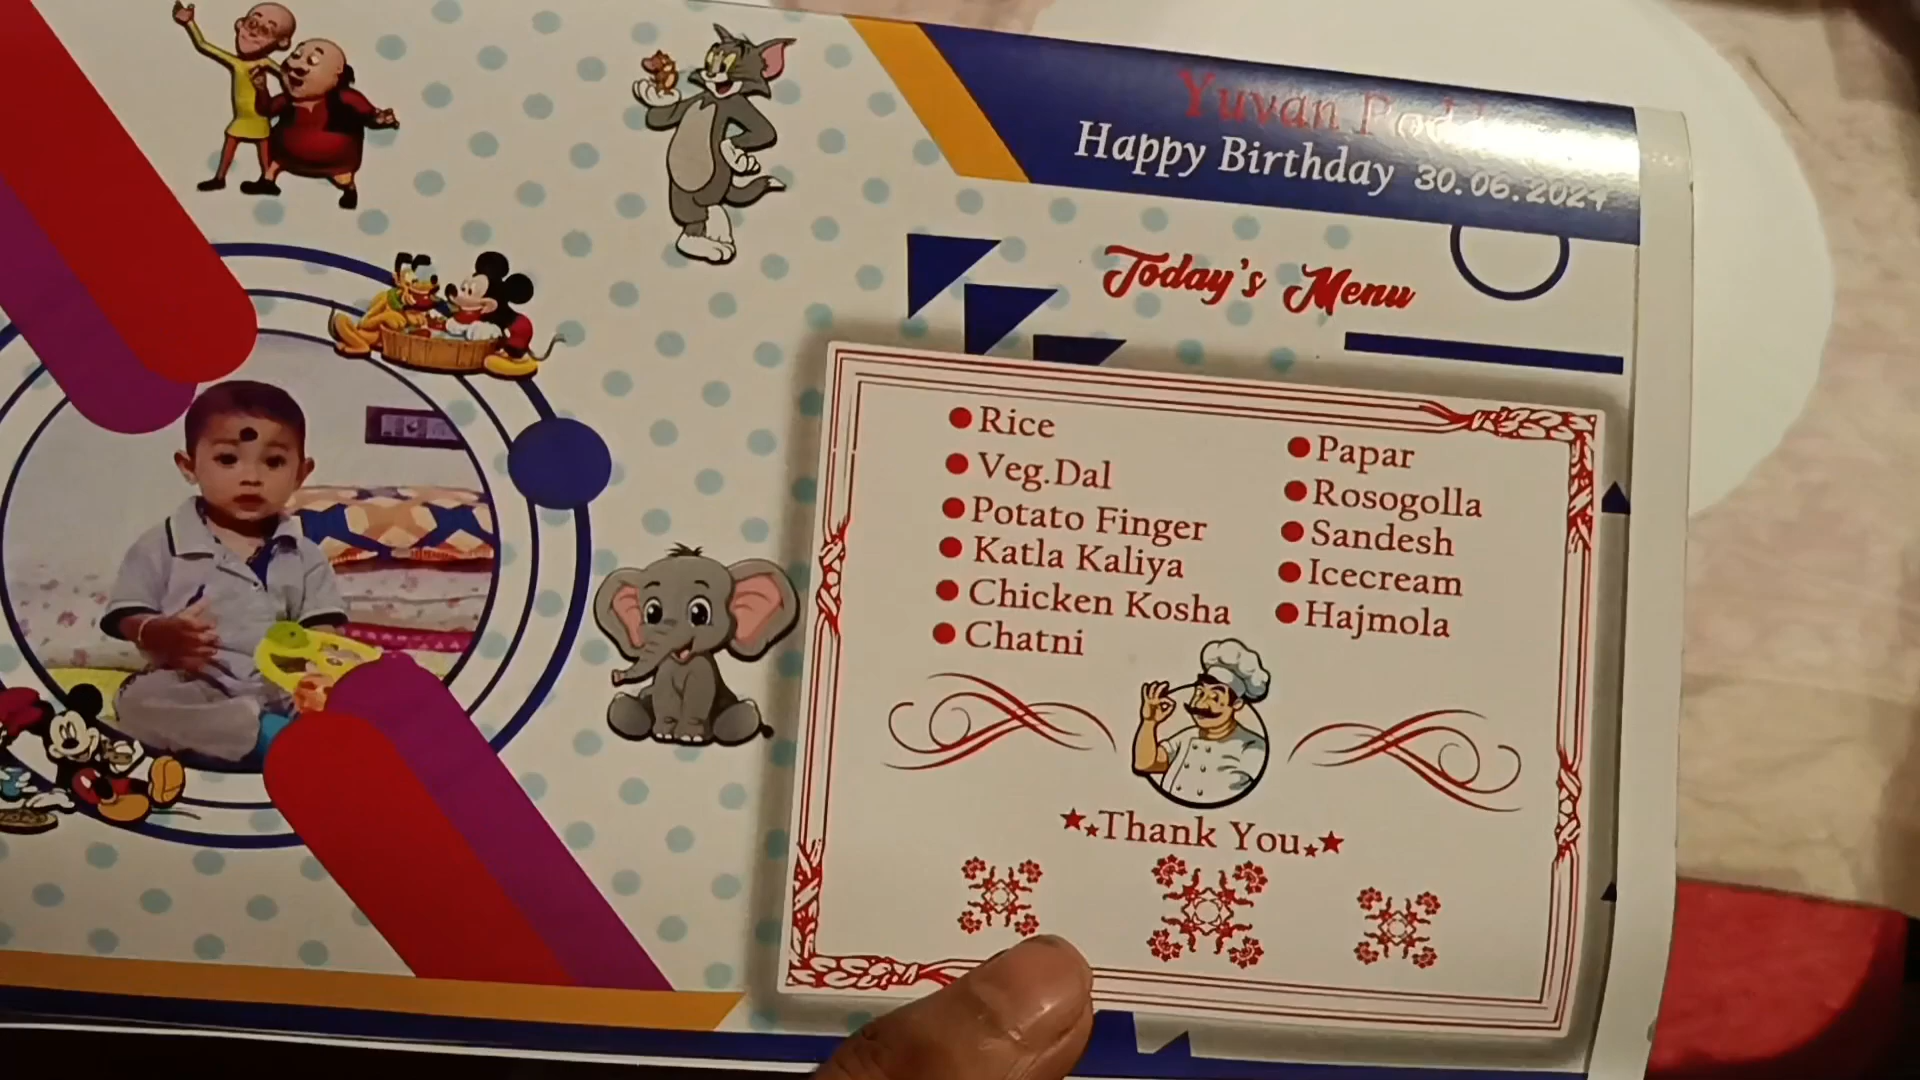 Yuvan
Happy Birthday 30.06.2024
Today's Menu
Rice
Veg.Dal
Potato Finger
Katla Kaliya
Chicken Kosha
Chatni
Papar
Rosogolla
Sandesh
Icecream
Hajmola
Thank You